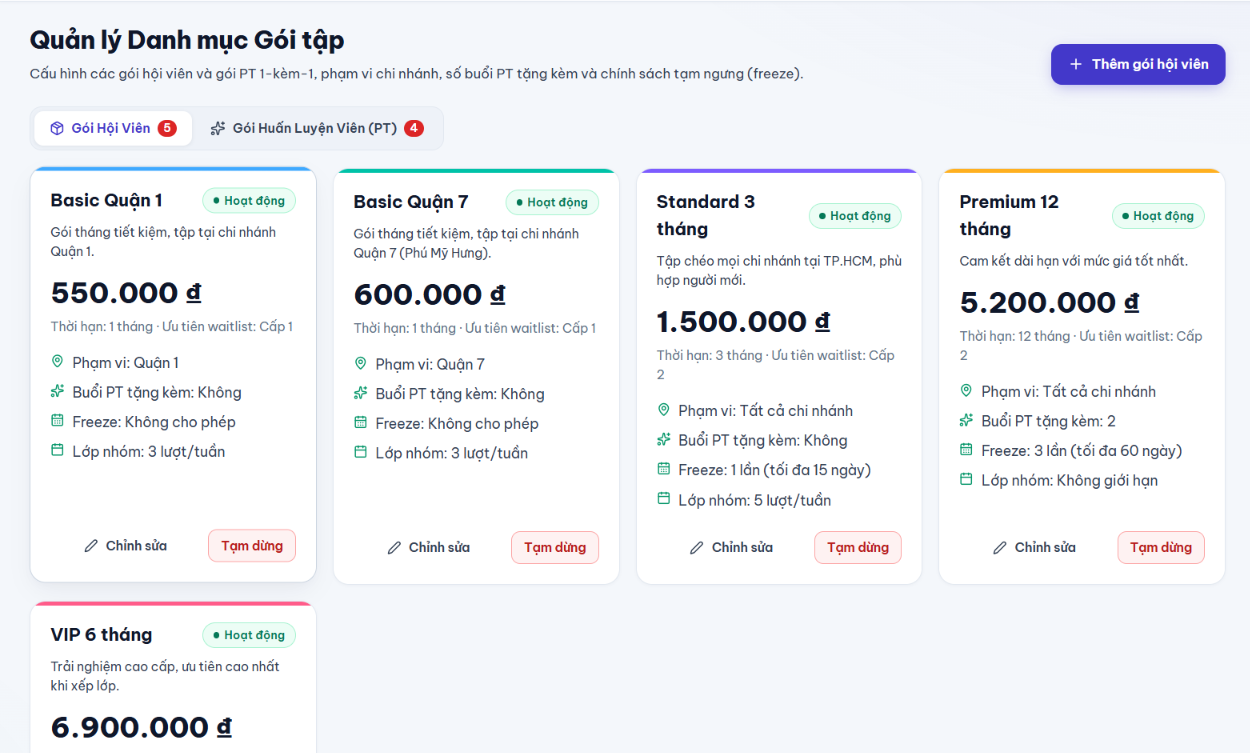 Quản lý Danh mục Gói tập
Cấu hình các gói hội viên và gói PT 1-kèm-1, phạm vi chi nhánh, số buổi PT tặng kèm và chính sách tạm ngưng (freeze).
+ Thêm gói hội viên
Gói Hội Viên 5
Gói Huấn Luyện Viên (PT) 4
Basic Quận 1
Hoạt động
Gói tháng tiết kiệm, tập tại chi nhánh
Quận 1.
550.000 ₫
Thời hạn: 1 tháng · Ưu tiên waitlist: Cấp 1
Phạm vi: Quận 1
Buổi PT tặng kèm: Không
Freeze: Không cho phép
Lớp nhóm: 3 lượt/tuần
Chỉnh sửa
Tạm dừng
Basic Quận 7
Hoạt động
Gói tháng tiết kiệm, tập tại chi nhánh
Quận 7 (Phú Mỹ Hưng).
600.000 ₫
Thời hạn: 1 tháng · Ưu tiên waitlist: Cấp 1
Phạm vi: Quận 7
Buổi PT tặng kèm: Không
Freeze: Không cho phép
Lớp nhóm: 3 lượt/tuần
Chỉnh sửa
Tạm dừng
Standard 3
tháng
Hoạt động
Tập chéo mọi chi nhánh tại TP.HCM, phù
hợp người mới.
1.500.000 ₫
Thời hạn: 3 tháng · Ưu tiên waitlist: Cấp
2
Phạm vi: Tất cả chi nhánh
Buổi PT tặng kèm: Không
Freeze: 1 lần (tối đa 15 ngày)
Lớp nhóm: 5 lượt/tuần
Chỉnh sửa
Tạm dừng
Premium 12
tháng
Hoạt động
Cam kết dài hạn với mức giá tốt nhất.
5.200.000 ₫
Thời hạn: 12 tháng · Ưu tiên waitlist: Cấp
2
Phạm vi: Tất cả chi nhánh
Buổi PT tặng kèm: 2
Freeze: 3 lần (tối đa 60 ngày)
Lớp nhóm: Không giới hạn
Chỉnh sửa
Tạm dừng
VIP 6 tháng
Hoạt động
Trải nghiệm cao cấp, ưu tiên cao nhất
khi xếp lớp.
6.900.000 ₫